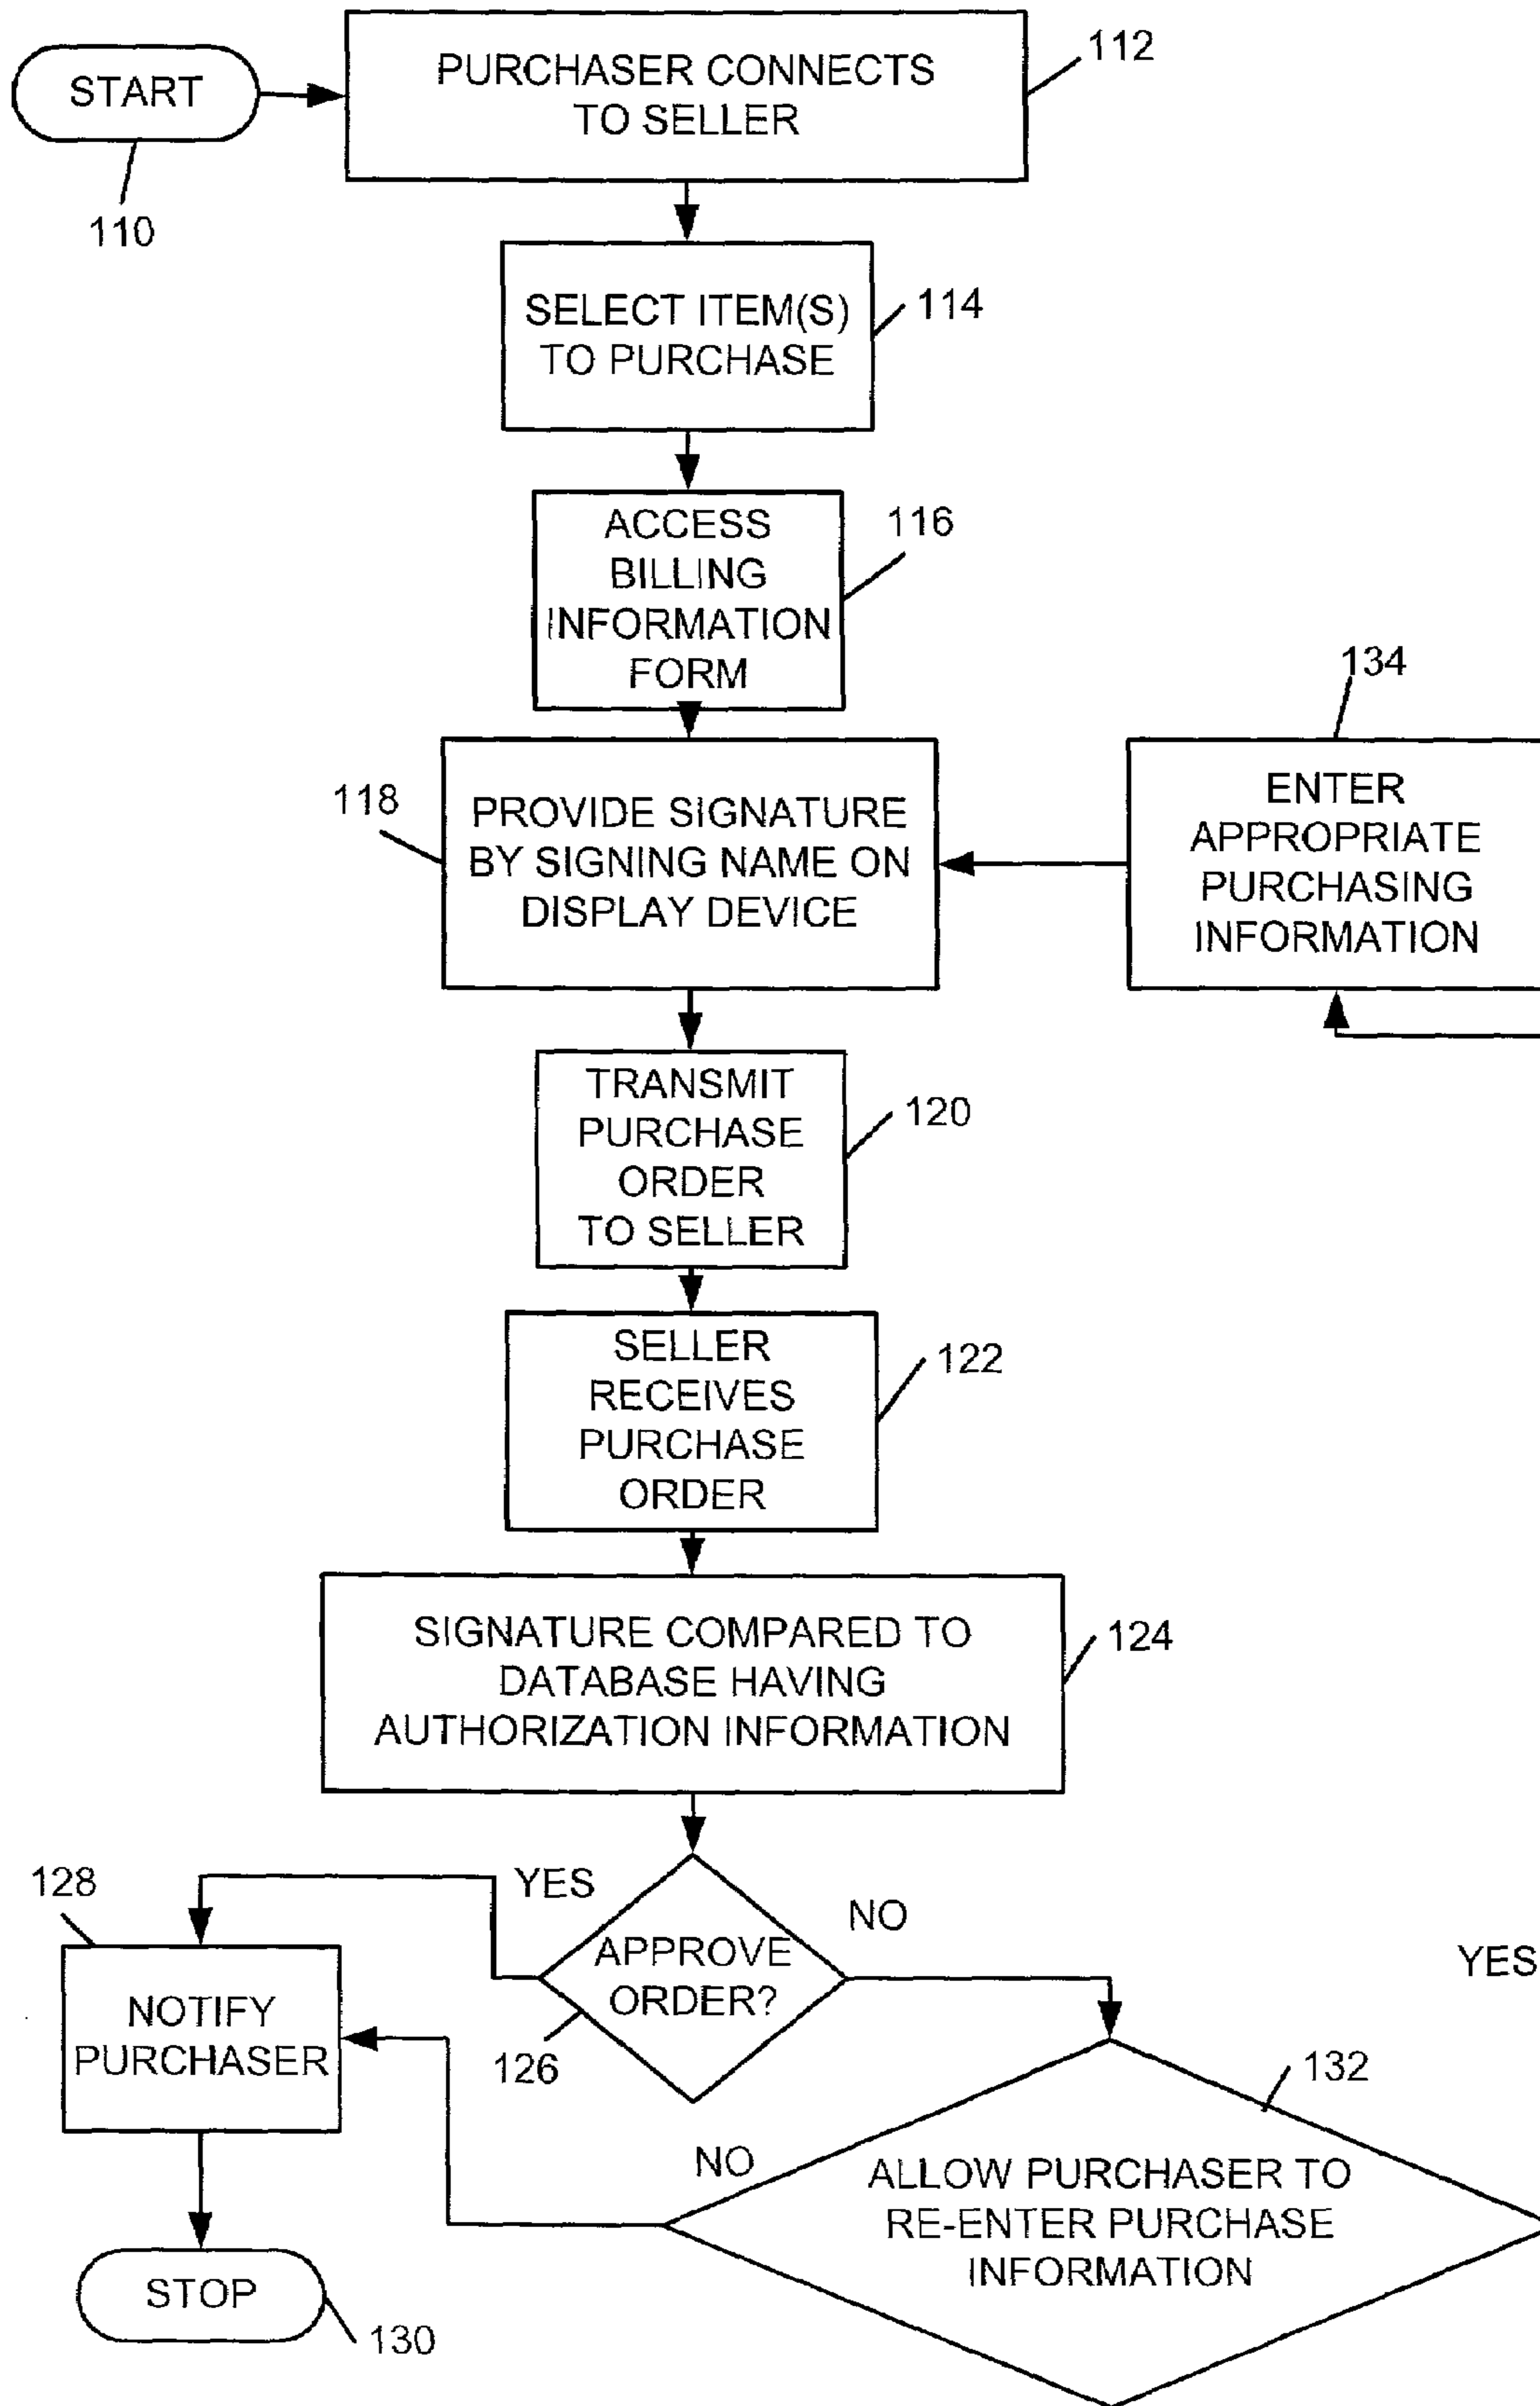 START
110
PURCHASER CONNECTS
TO SELLER
112
SELECT ITEM(S)
TO PURCHASE
114
ACCESS
BILLING
INFORMATION
FORM
116
118
PROVIDE SIGNATURE
BY SIGNING NAME ON
DISPLAY DEVICE
134
ENTER
APPROPRIATE
PURCHASING
INFORMATION
TRANSMIT
PURCHASE
ORDER
TO SELLER
120
SELLER
RECEIVES
PURCHASE
ORDER
122
SIGNATURE COMPARED TO
DATABASE HAVING
AUTHORIZATION INFORMATION
124
YES
APPROVE
ORDER?
126
NO
128
NOTIFY
PURCHASER
STOP
130
NO
ALLOW PURCHASER TO
RE-ENTER PURCHASE
INFORMATION
132
YES